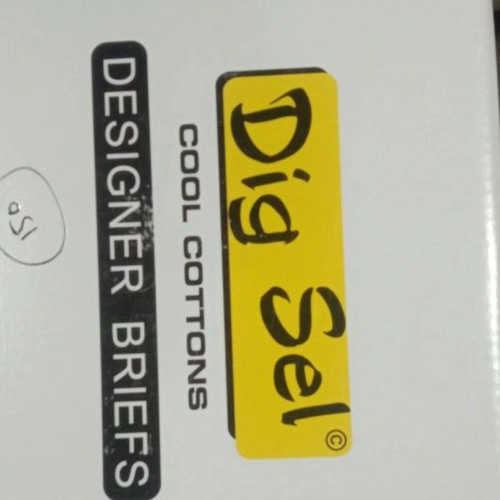 Dig Sel ©
COOL COTTONS
DESIGNER BRIEFS